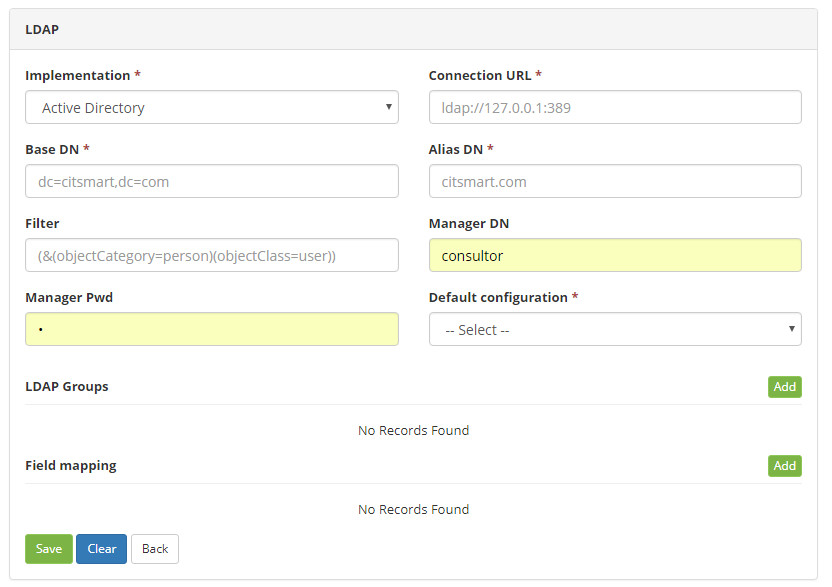 LDAP
Implementation *
Connection URL *
Active Directory
ldap://127.0.0.1:389
Base DN *
Alias DN *
dc=citsmart,dc=com
citsmart.com
Filter
Manager DN
(&(objectCategory=person)(objectClass=user))
consultor
Manager Pwd
Default configuration *
•
-- Select --
LDAP Groups
Add
No Records Found
Field mapping
Add
No Records Found
Save
Clear
Back